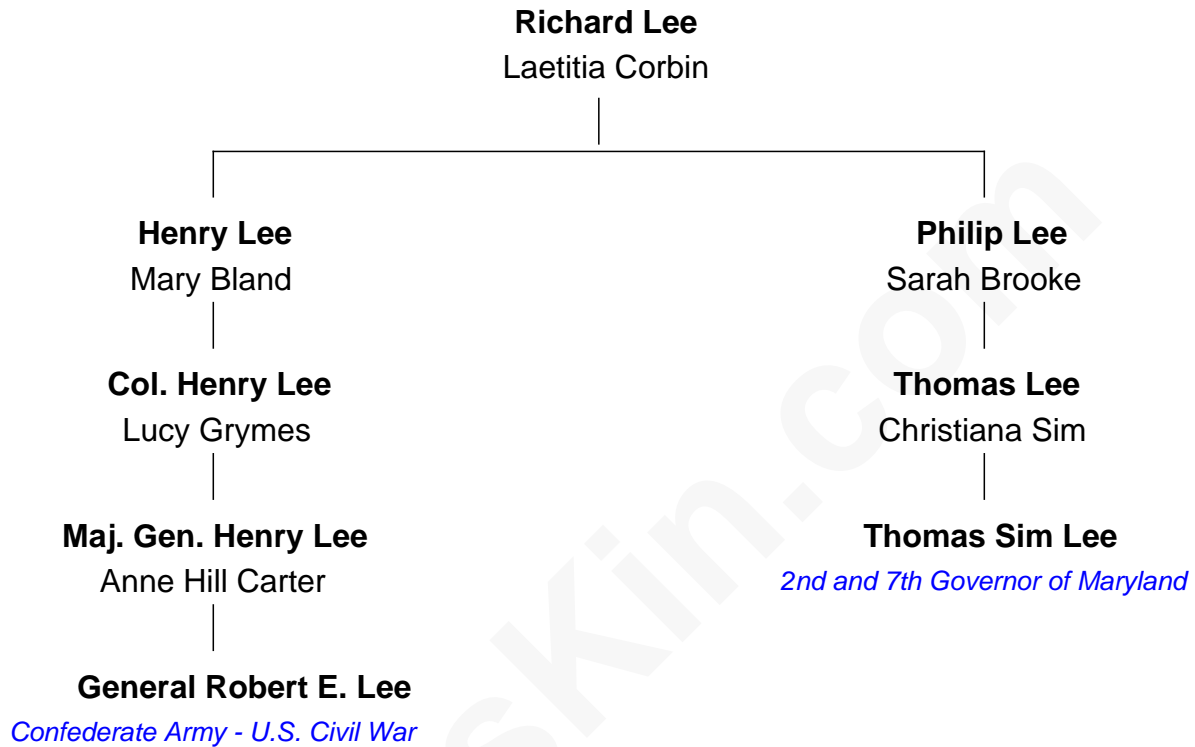 Richard Lee
Laetitia Corbin
Henry Lee
Mary Bland
Philip Lee
Sarah Brooke
Col. Henry Lee
Lucy Grymes
Thomas Lee
Christiana Sim
Maj. Gen. Henry Lee
Anne Hill Carter
Thomas Sim Lee
2nd and 7th Governor of Maryland
General Robert E. Lee
Confederate Army - U.S. Civil War